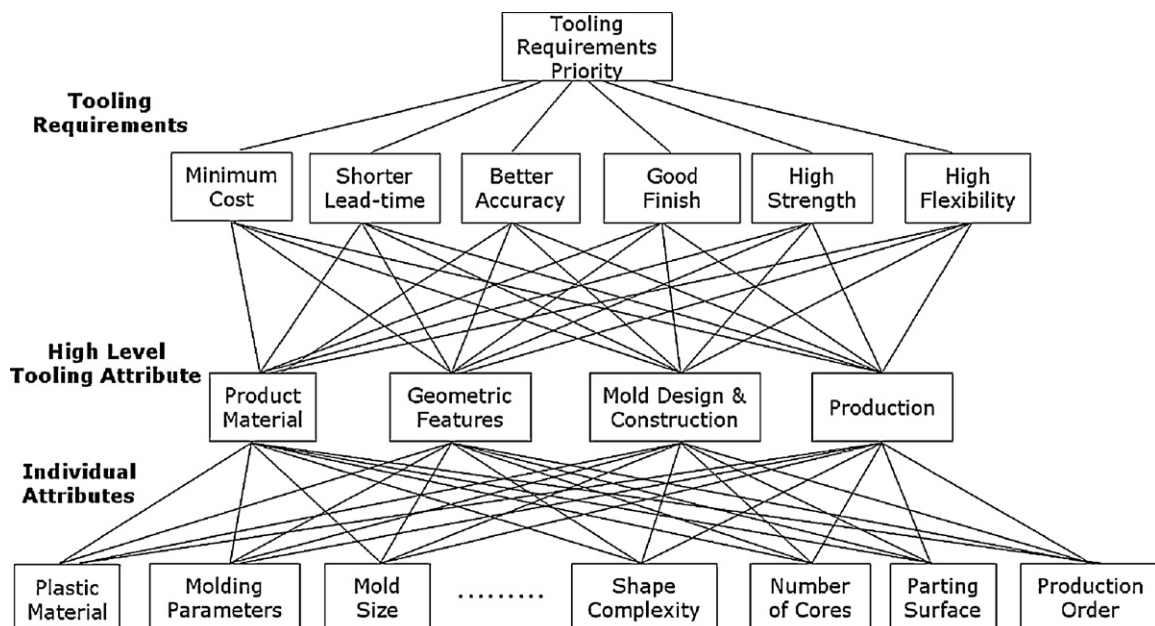 Tooling
Requirements
Priority
Tooling
Requirements
Minimum
Cost
Shorter
Lead-time
Better
Accuracy
Good
Finish
High
Strength
High
Flexibility
High Level
Tooling Attribute
Product
Material
Geometric
Features
Mold Design &
Construction
Production
Individual
Attributes
Plastic
Material
Molding
Parameters
Mold
Size
.........
Shape
Complexity
Number
of Cores
Parting
Surface
Production
Order